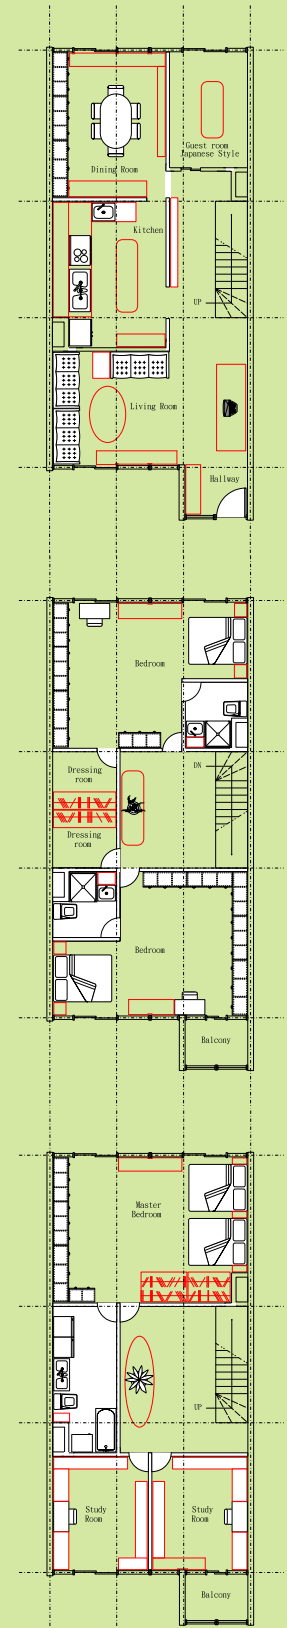 Guest room
Japanese Style
Dining Room
Kitchen
UP
Living Room
Hallway
Bedroom
DN
Dressing
room
Dressing
room
Bedroom
Balcony
Master
Bedroom
UP
Study
Room
Study
Room
Balcony